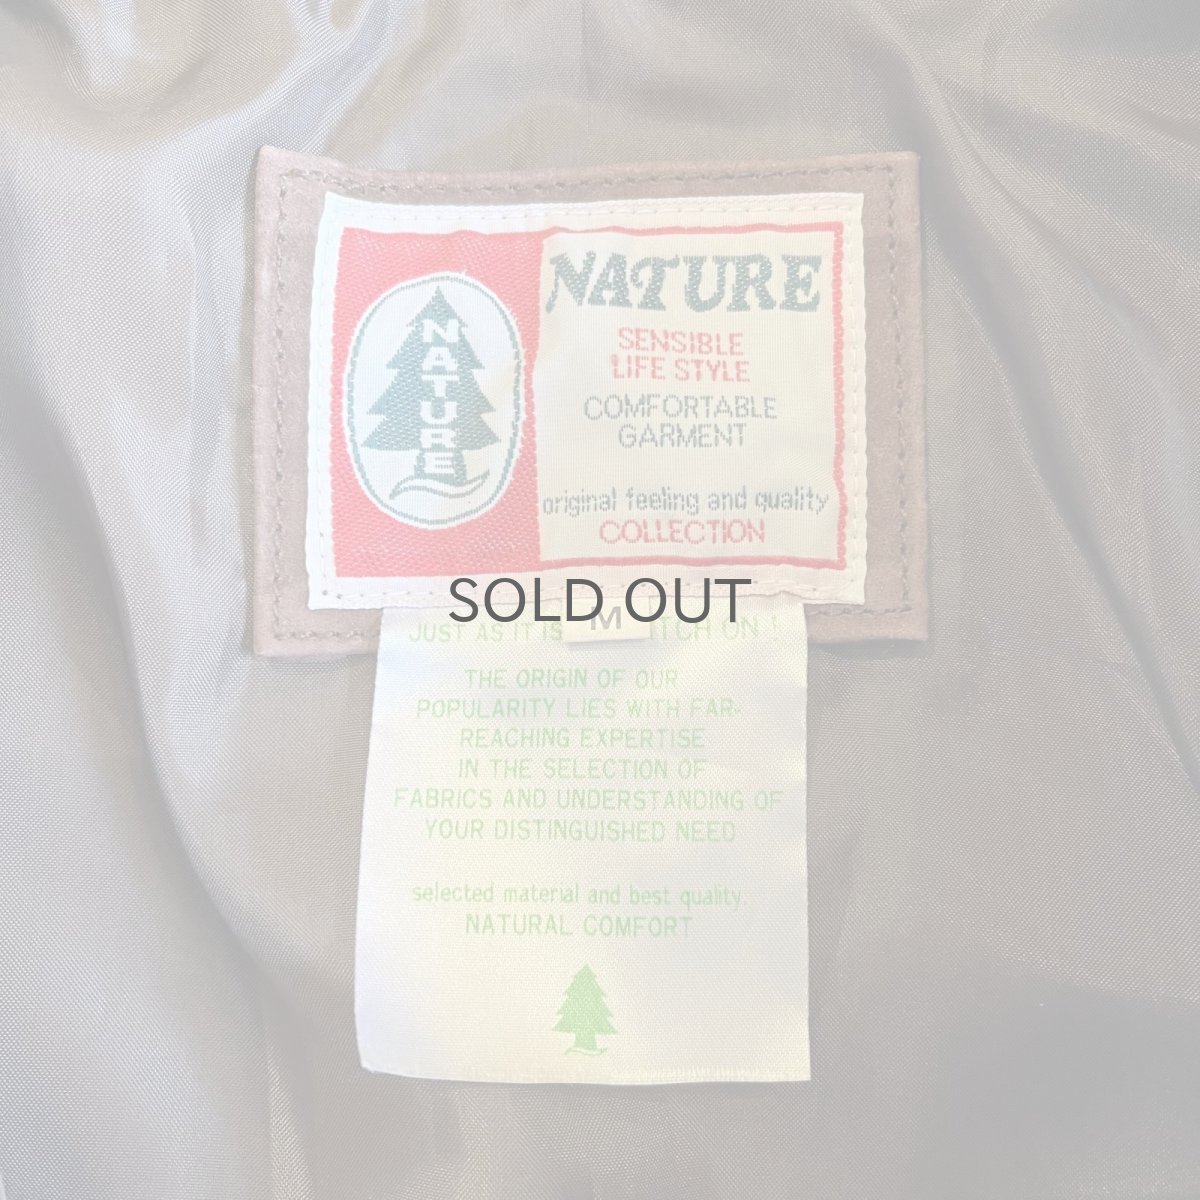 NATURE
NATURE
SENSIBLE
LIFE STYLE
COMFORTABLE
GARMENT
original feeling and quality
COLLECTION
SOLD OUT
M
JUST AS IT IS ITCH ON !
THE ORIGIN OF OUR
POPULARITY LIES WITH FAR-
REACHING EXPERTISE
IN THE SELECTION OF
FABRICS AND UNDERSTANDING OF
YOUR DISTINGUISHED NEED
selected material and best quality.
NATURAL COMFORT